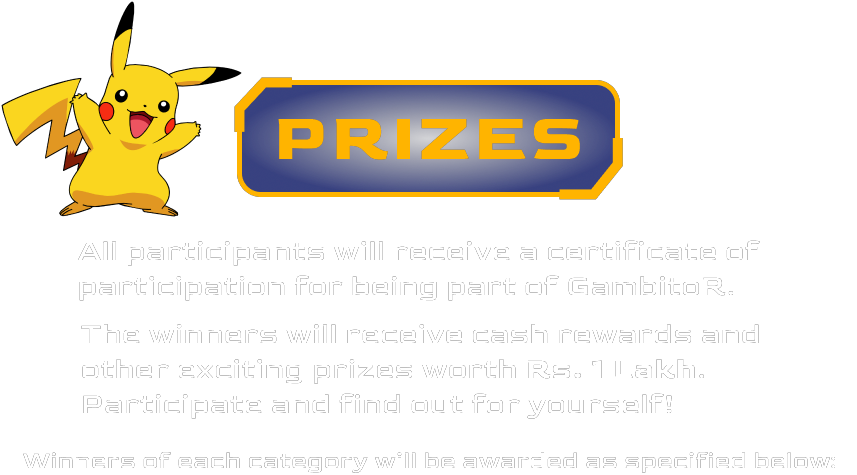 PRIZES
All participants will receive a certificate of
participation for being part of GambitoR.
The winners will receive cash rewards and
other exciting prizes worth Rs. 1Lakh.
Participate and find out for yourself!
Winners of each category will be awarded as specified below: